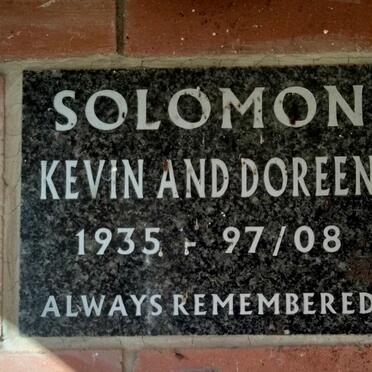 SOLOMON
KEVIN AND DOREEN
1935 - 97/08
ALWAYS REMEMBERED